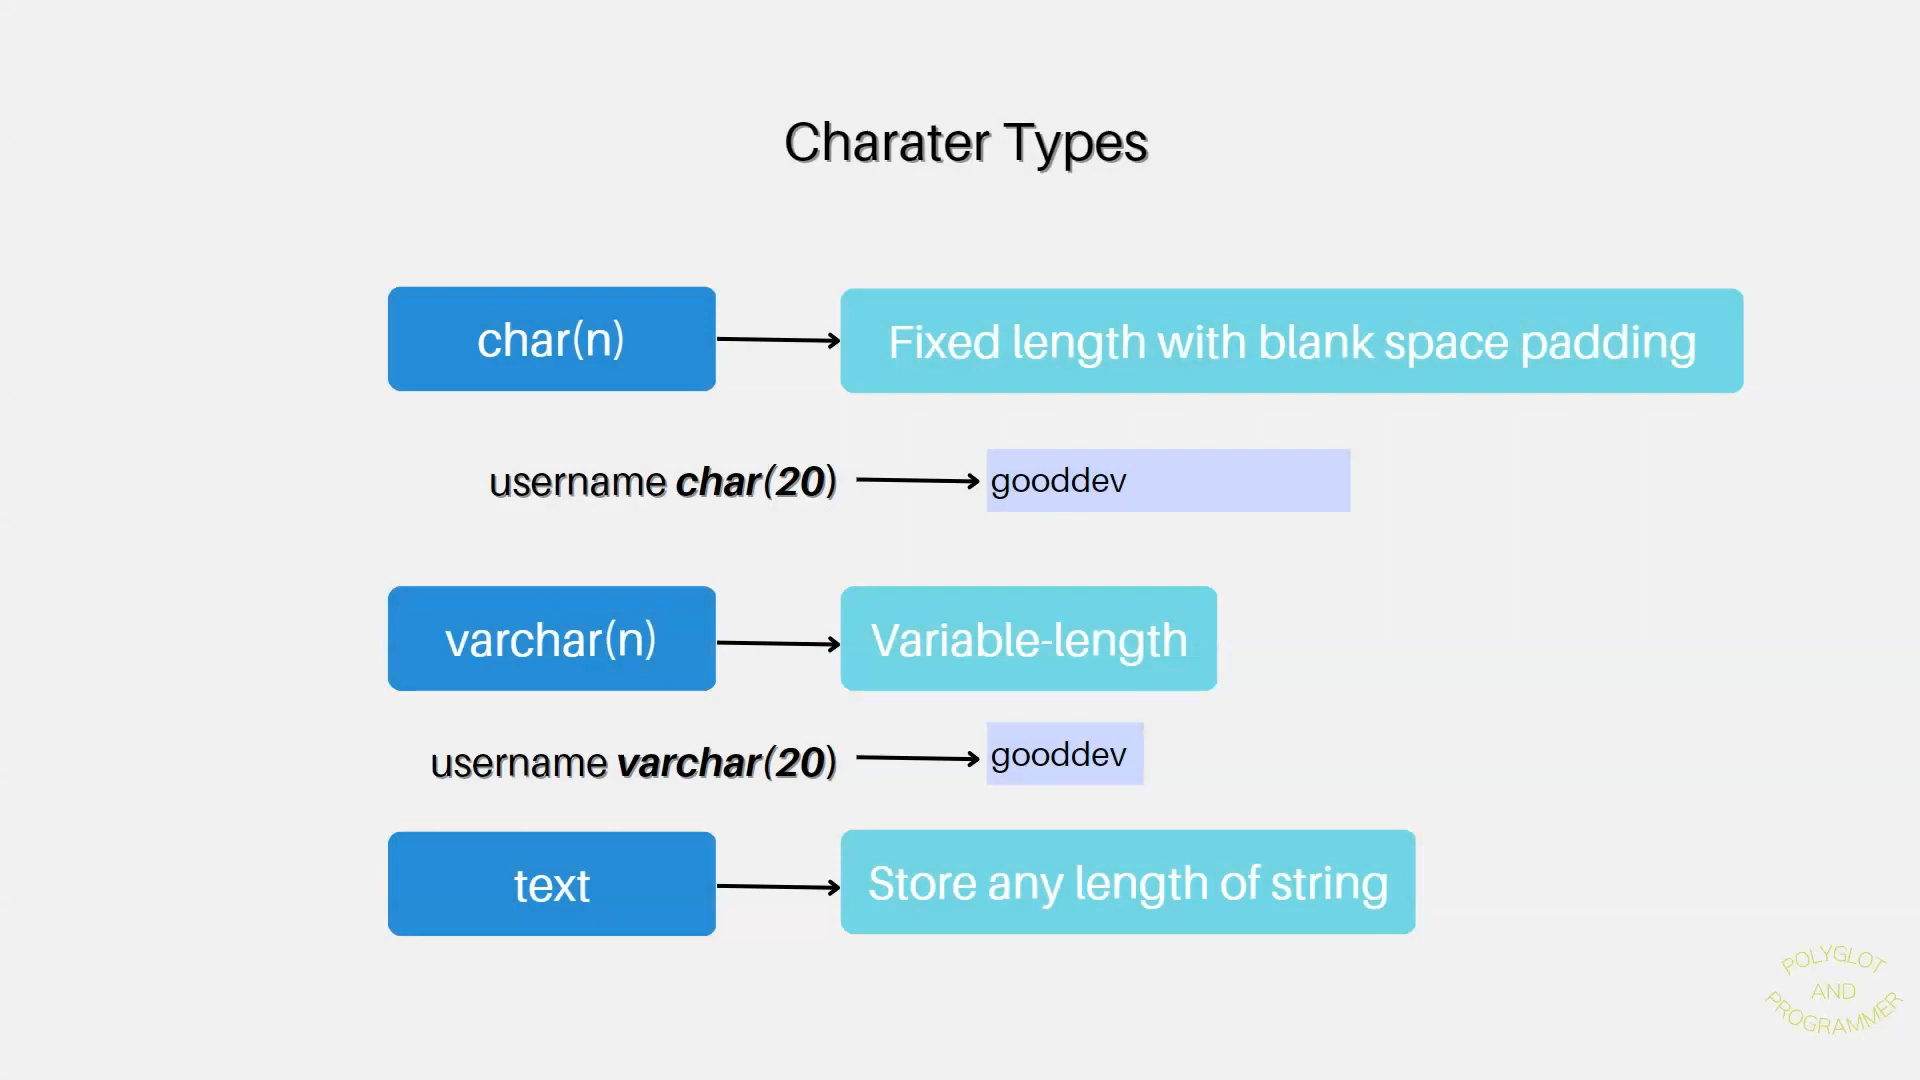 Charater Types
char(n)
Fixed length with blank space padding
username char(20)
gooddev
varchar(n)
Variable-length
username varchar(20)
gooddev
text
Store any length of string
POLYGLOT
AND
PROGRAMMER